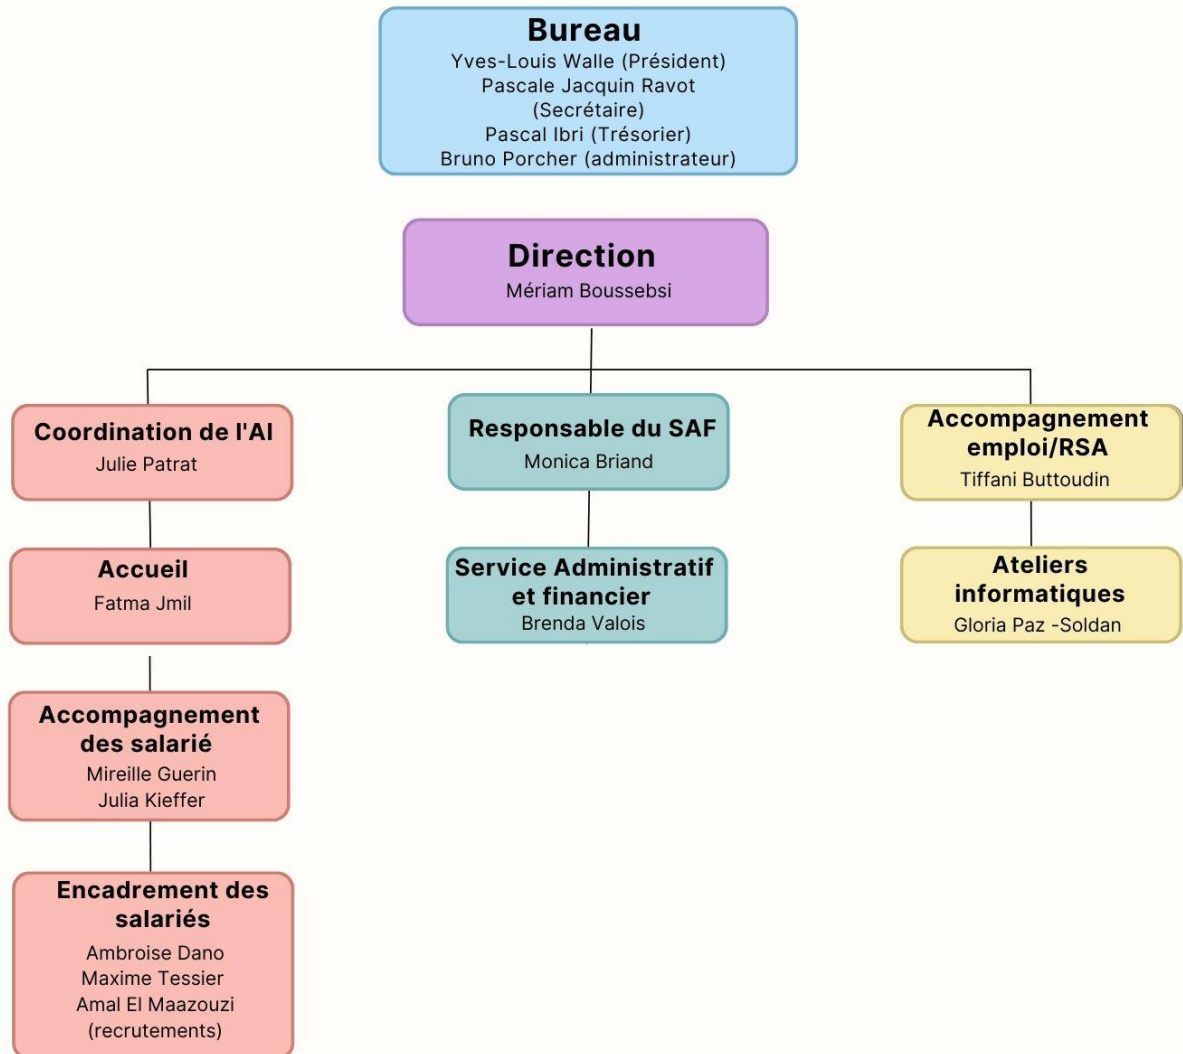 Bureau
Yves-Louis Walle (Président)
Pascale Jacquin Ravot
(Secrétaire)
Pascal Ibri (Trésorier)
Bruno Porcher (administrateur)
Direction
Mériam Boussebsi
Coordination de l'AI
Julie Patrat
Responsable du SAF
Monica Briand
Accompagnement
emploi/RSA
Tiffani Buttoudin
Accueil
Fatma Jmil
Service Administratif
et financier
Brenda Valois
Ateliers
informatiques
Gloria Paz -Soldan
Accompagnement
des salarié
Mireille Guerin
Julia Kieffer
Encadrement des
salariés
Ambroise Dano
Maxime Tessier
Amal El Maazouzi
(recrutements)